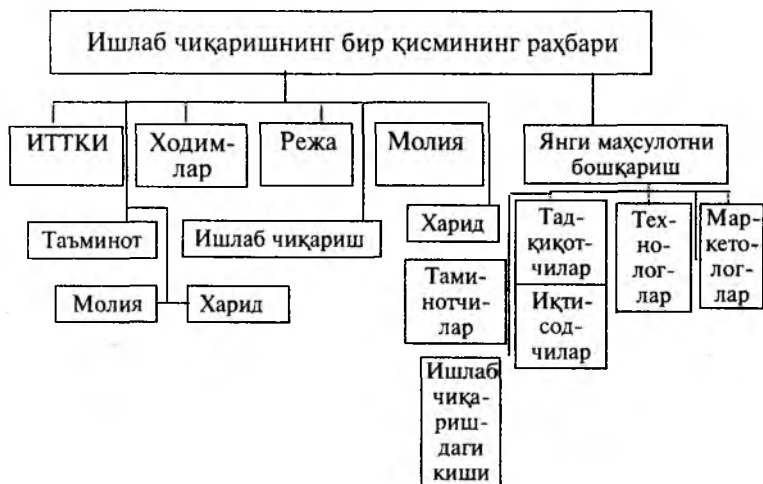 Ишлаб чиқаришнинг бир қисмининг раҳбари
ИТТКИ
Ходим-
лар
Режа
Молия
Янги маҳсулотни
бошқариш
Таъминот
Ишлаб чиқариш
Харид
Тад-
қиқот-
чилар
Тех-
но-
лог-
лар
Мар-
кето-
лог-
лар
Молия
Харид
Таминотчи-
лар
Иқти-
сод-
чилар
Ишлаб
чиқа-
риш-
даги
киши